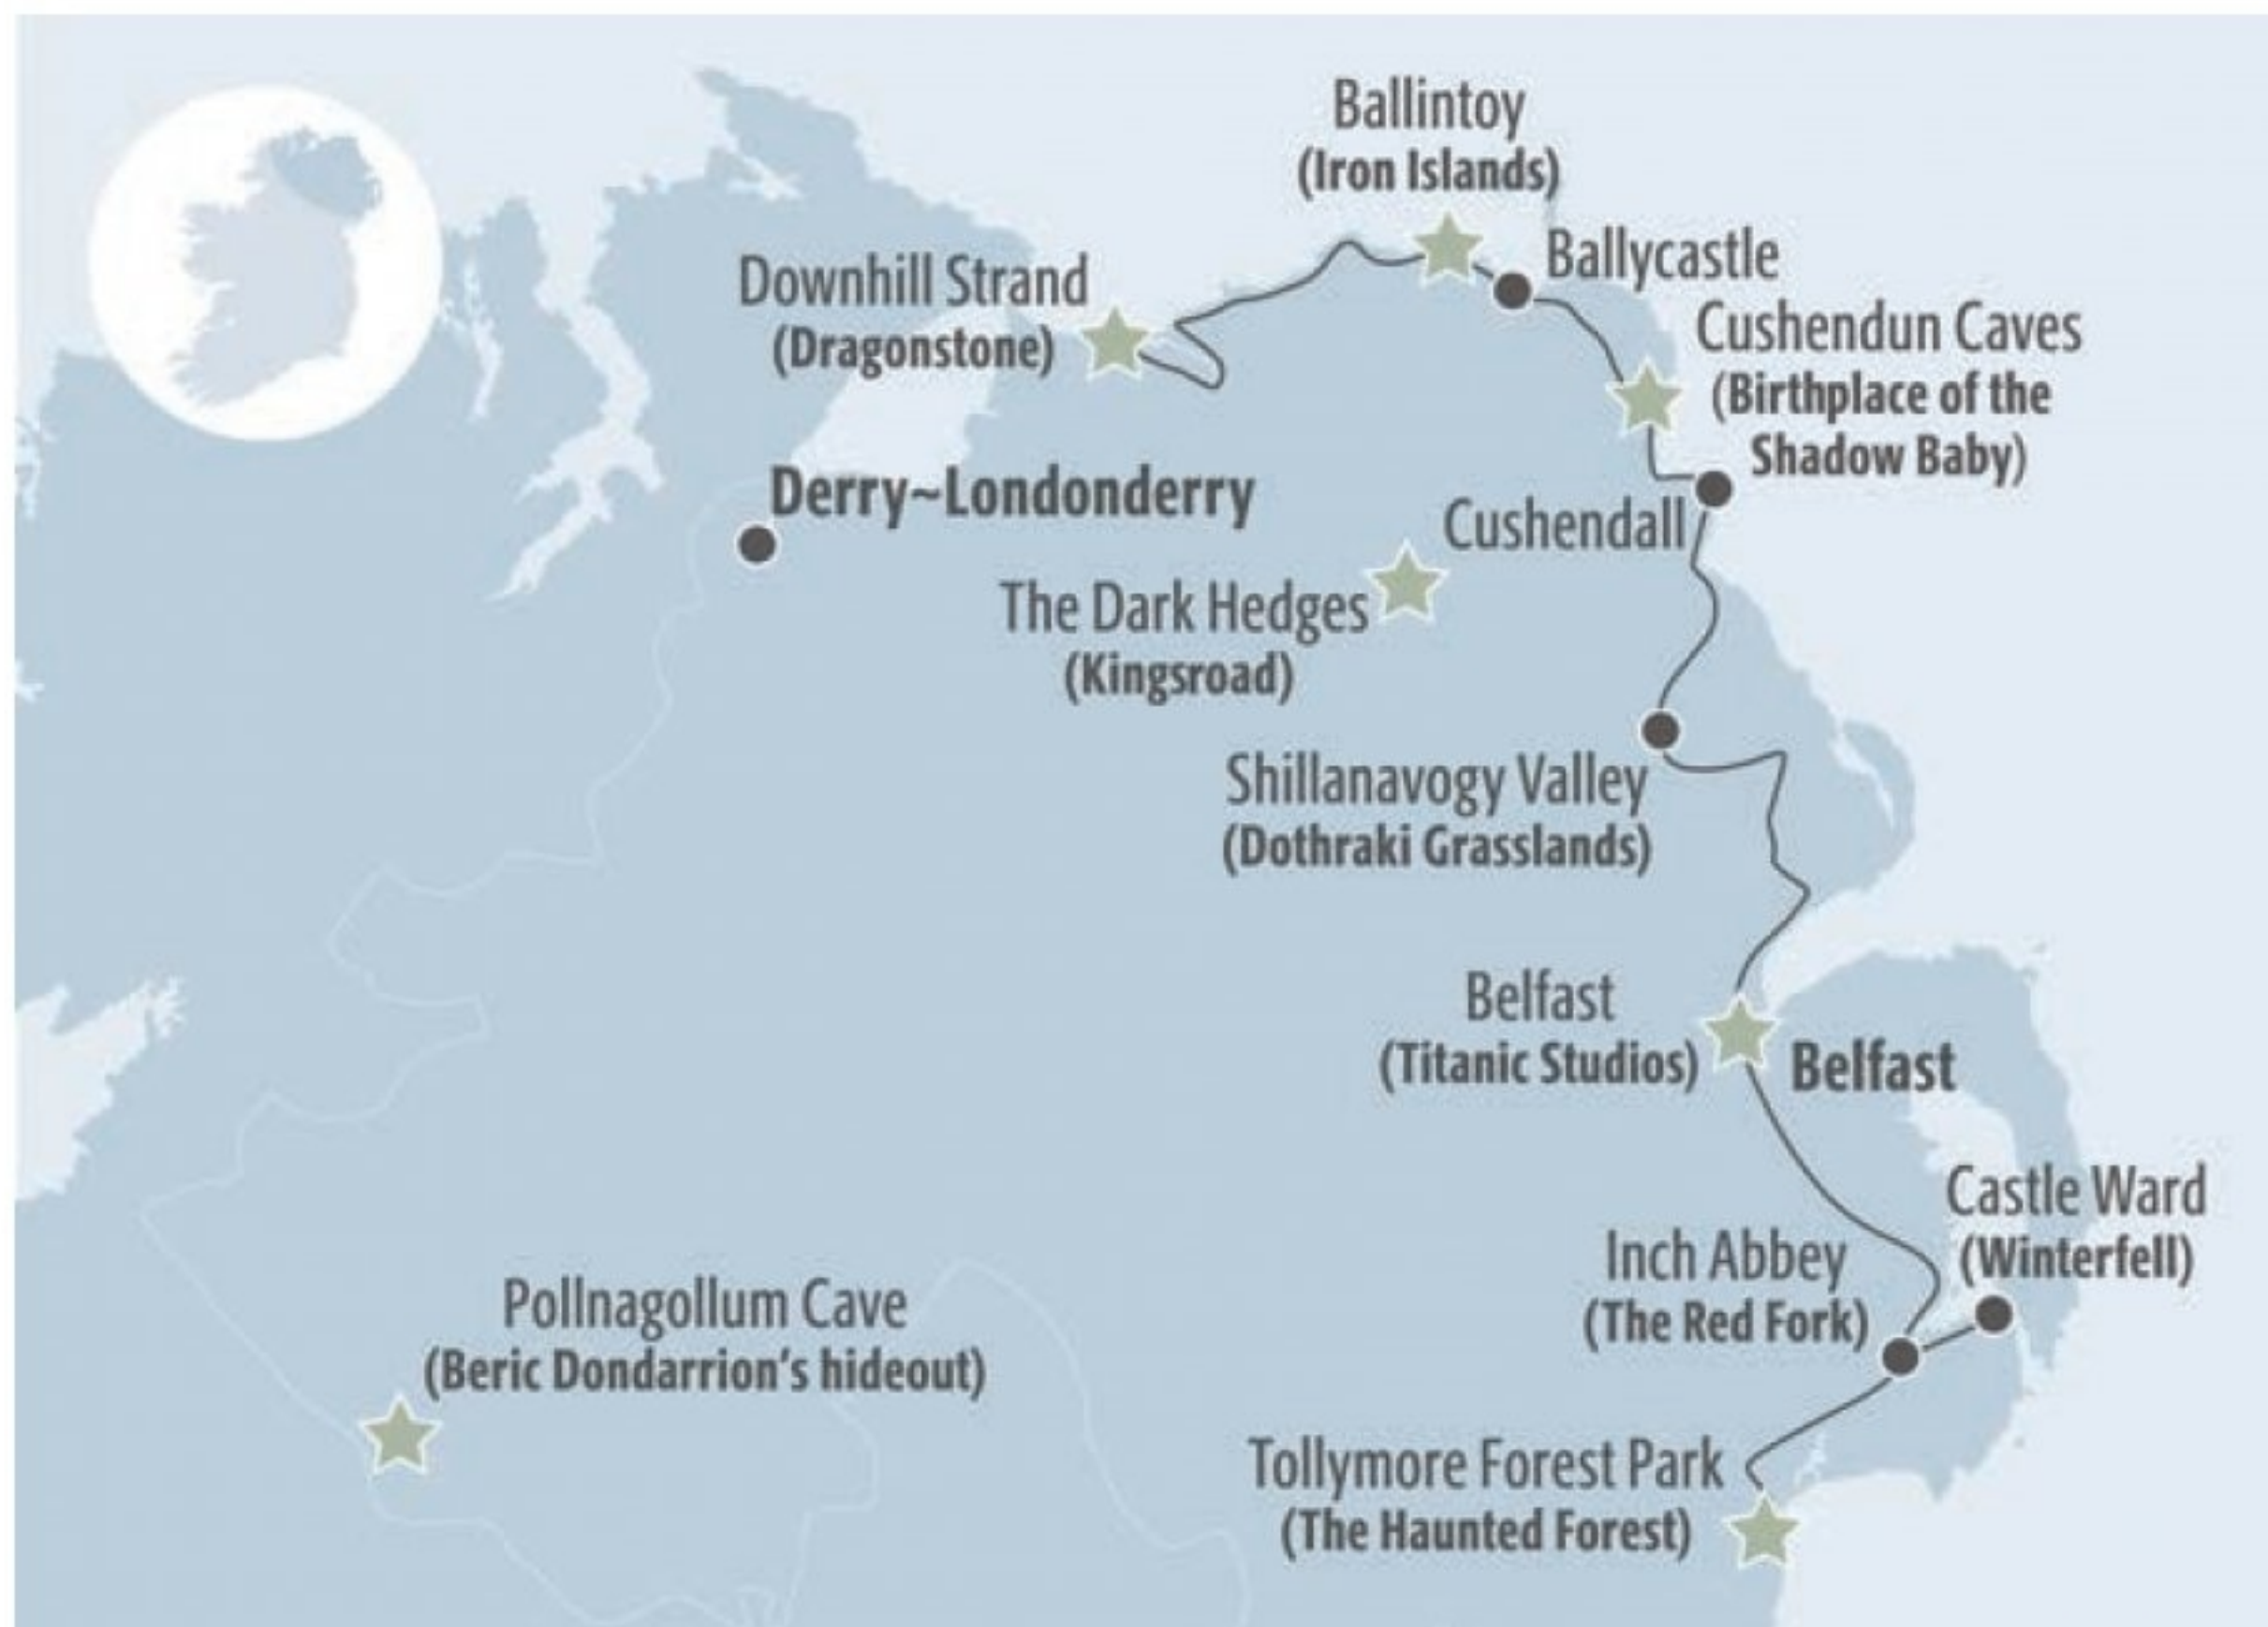 Ballintoy
(Iron Islands)
Ballycastle
Downhill Strand
(Dragonstone)
Cushendun Caves
(Birthplace of the
Shadow Baby)
Derry~Londonderry
Cushendall
The Dark Hedges
(Kingsroad)
Shillanavogy Valley
(Dothraki Grasslands)
Belfast
(Titanic Studios)
Belfast
Castle Ward
(Winterfell)
Inch Abbey
(The Red Fork)
Pollnagollum Cave
(Beric Dondarrion's hideout)
Tollymore Forest Park
(The Haunted Forest)